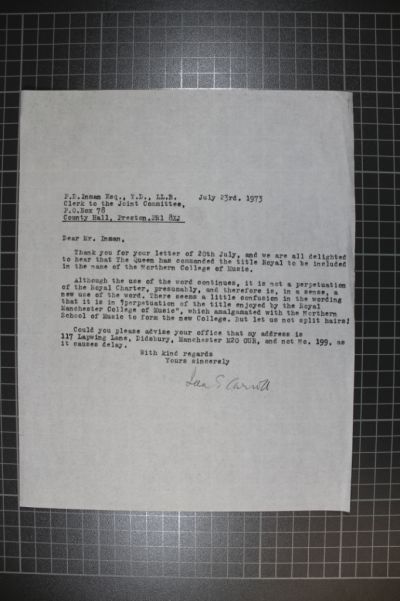 P.D.Inman Esq., T.D., LL.B. July 23rd, 1973
Clerk to the Joint Committee,
P.O.Box 78
County Hall, Preston.PR1 8XJ
Dear Mr. Inman,
Thank you for your letter of 20th July, and we are all delighted
to hear that The Queen has commanded the title Royal to be included
in the name of the Northern College of Music.
Although the use of the word continues, it is not a perpetuation
of the Royal Charter, presumably, and therefore is, in a sense, a
new use of the word. There seems a little confusion in the wording
that it is in "perpetuation of the title enjoyed by the Royal
Manchester College of Music", which amalgamated with the Northern
School of Music to form the new College. But let us not split hairs!
Could you please advise your office that my address is
117 Lapwing Lane, Didsbury, Manchester M20 0UR, and not No. 199, as
it causes delay.
With kind regards
Yours sincerely
Ida G Carroll